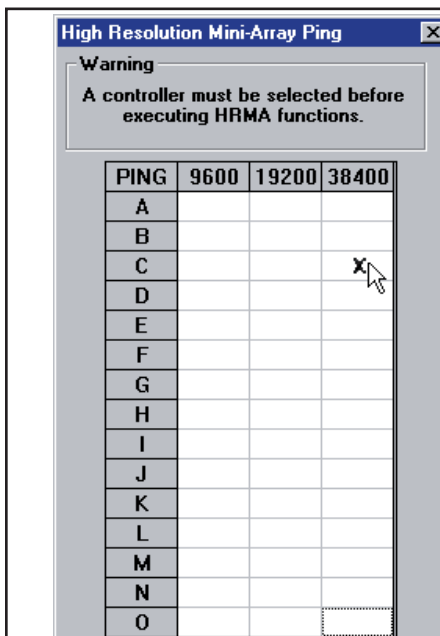 High Resolution Mini-Array Ping
Warning
A controller must be selected before
executing HRMA functions.
PING 9600 19200 38400
A
B
C X
D
E
F
G
H
I
J
K
L
M
N
O